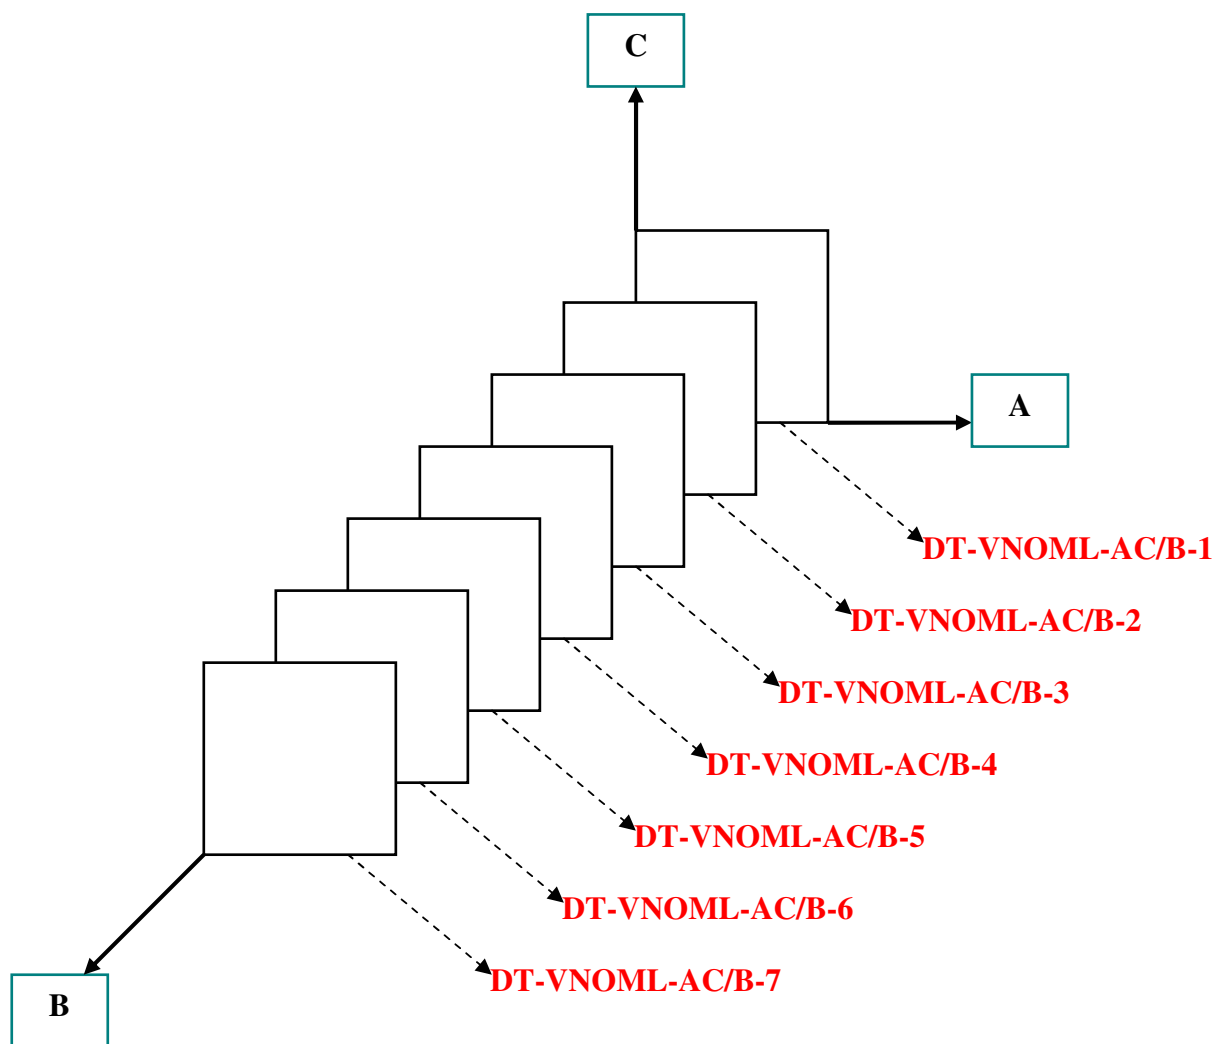 C
A
DT-VNOML-AC/B-1
DT-VNOML-AC/B-2
DT-VNOML-AC/B-3
DT-VNOML-AC/B-4
DT-VNOML-AC/B-5
DT-VNOML-AC/B-6
DT-VNOML-AC/B-7
B